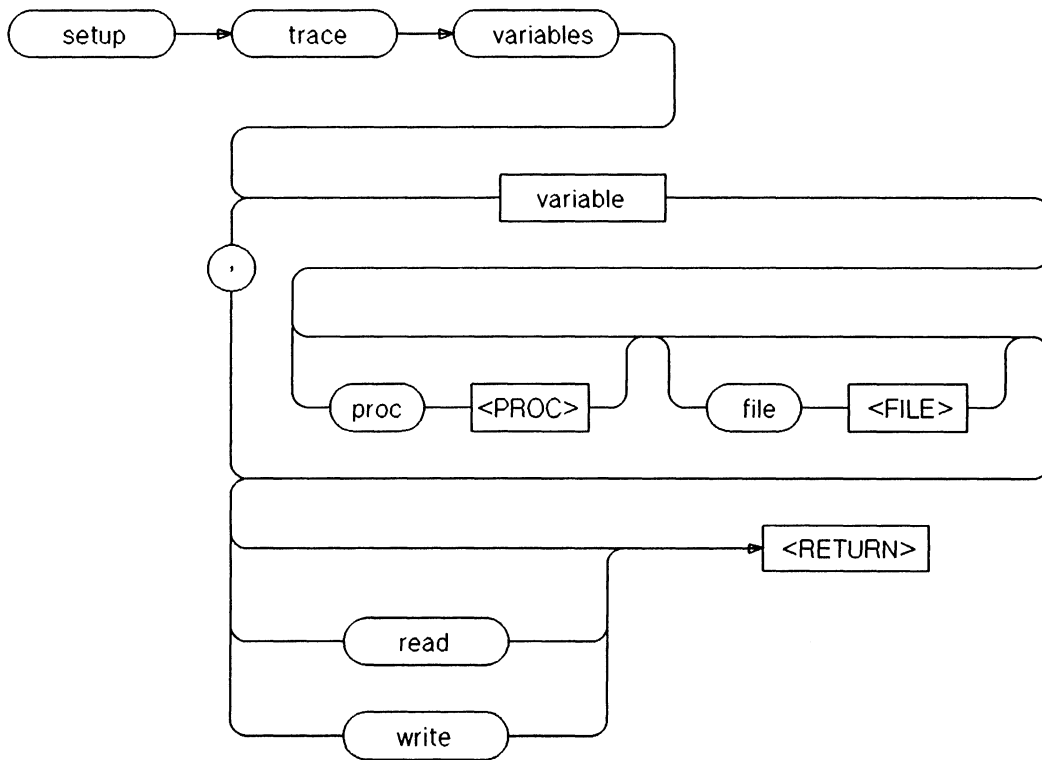 setup trace variables
variable
,
proc <PROC> file <FILE>
<RETURN>
read
write